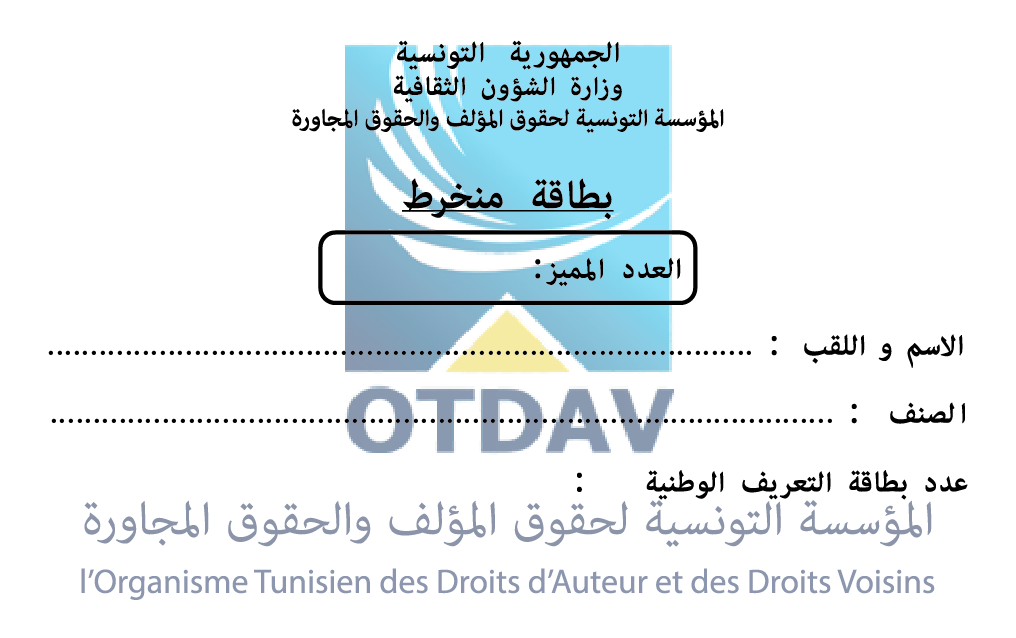 الجمهورية التونسية
وزارة الشؤون الثقافية
المؤسسة التونسية لحقوق المؤلف والحقوق المجاورة
بطاقة منخرط
العدد المميز:
الاسم و اللقب : ..................................................................................
الصنف : ..........................................................................................
عدد بطاقة التعريف الوطنية :
OTDAV
المؤسسة التونسية لحقوق المؤلف والحقوق المجاورة
l’Organisme Tunisien des Droits d’Auteur et des Droits Voisins